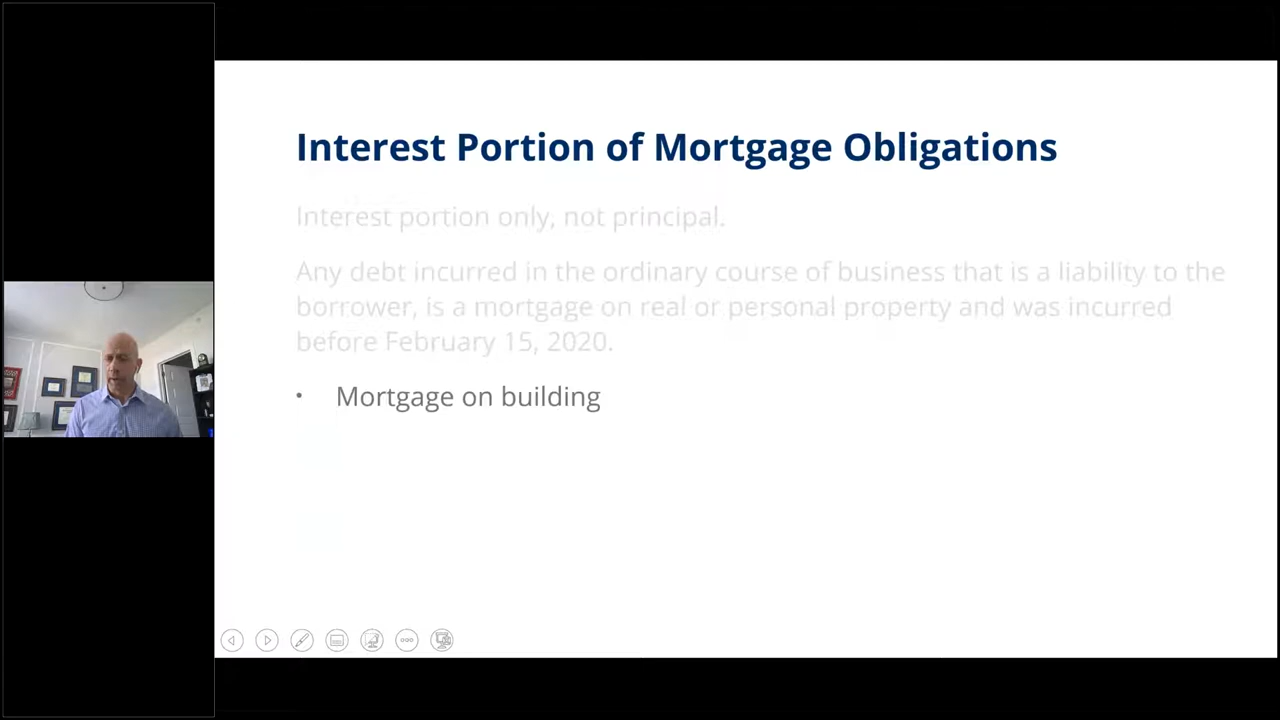 Interest Portion of Mortgage Obligations
Interest portion only, not principal.
Any debt incurred in the ordinary course of business that is a liability to the
borrower, is a mortgage on real or personal property and was incurred
before February 15, 2020.
• Mortgage on building